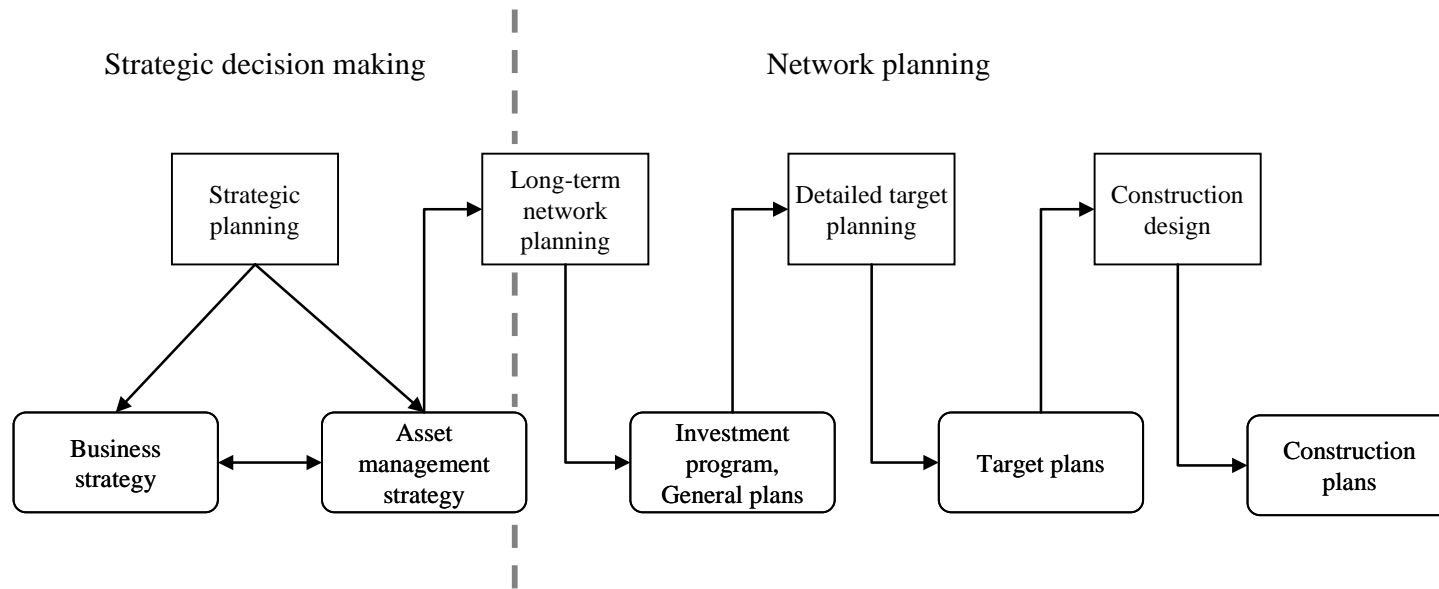 Strategic decision making
Network planning
Strategic
planning
Long-term
network
planning
Detailed target
planning
Construction
design
Business
strategy
Asset
management
strategy
Investment
program,
General plans
Target plans
Construction
plans